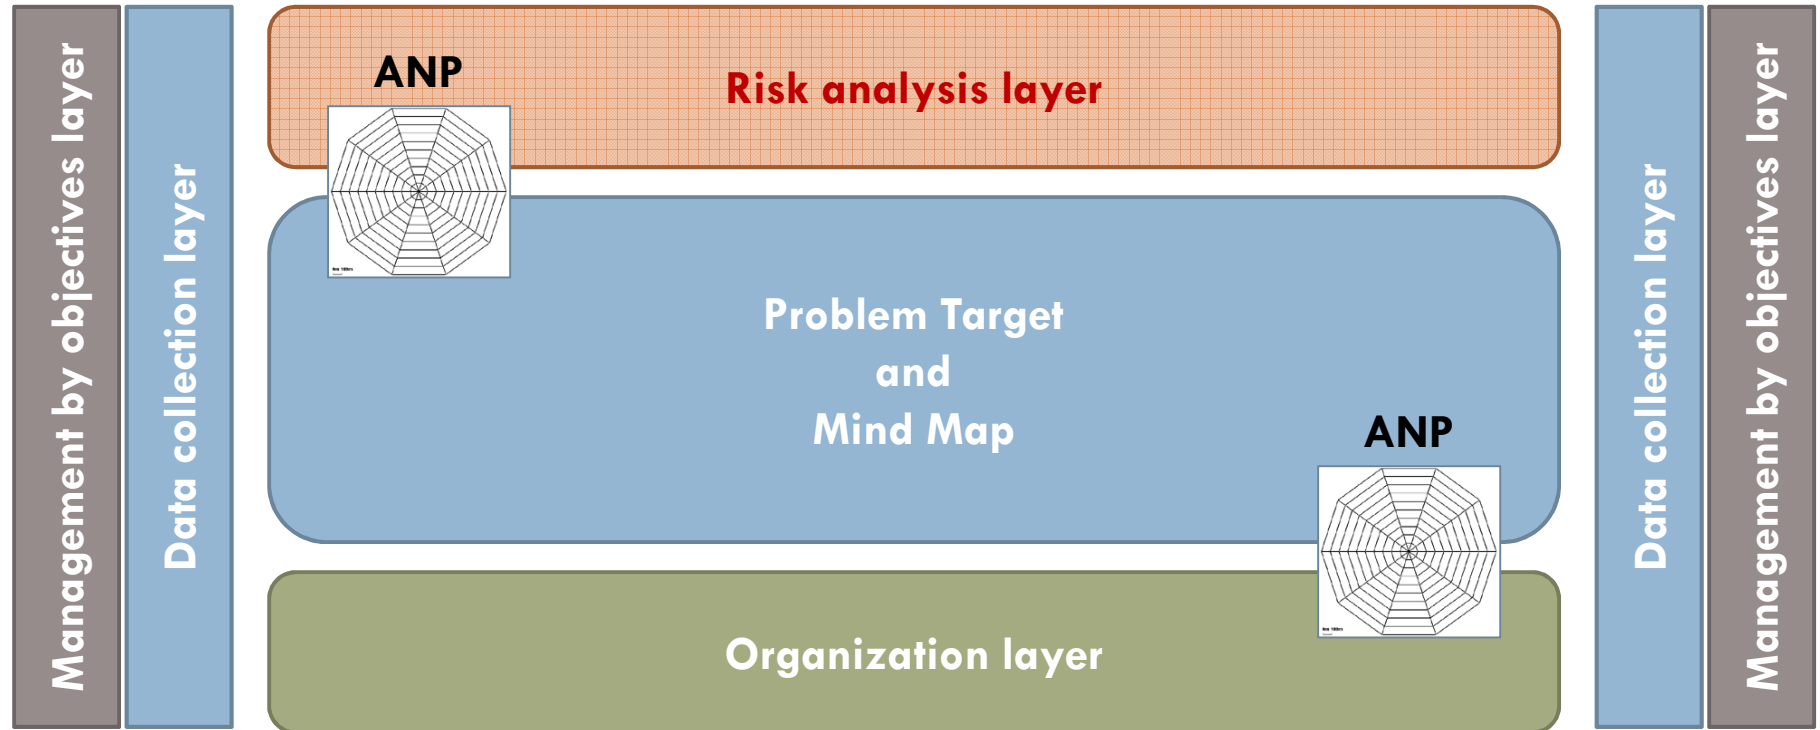 Management by objectives layer
Data collection layer
ANP
Risk analysis layer
Problem Target
and
Mind Map
ANP
Organization layer
Data collection layer
Management by objectives layer